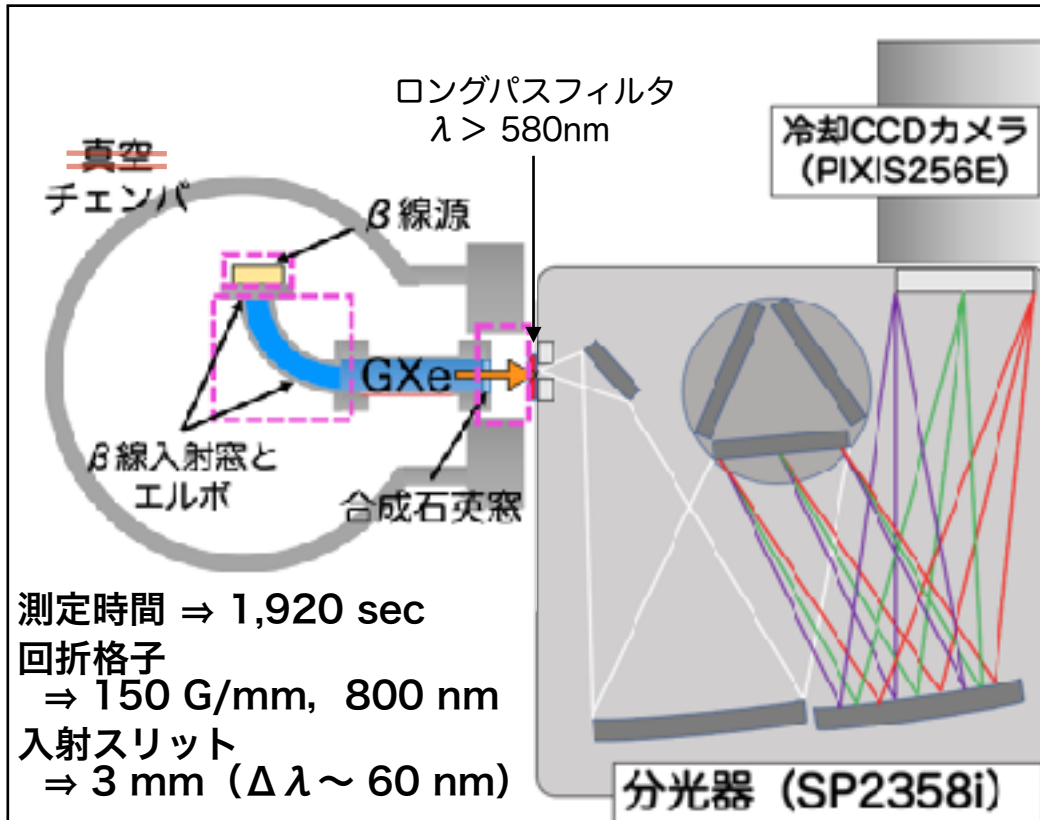 ロングパスフィルタ
λ> 580nm
冷却CCDカメラ
(PIXIS256E)
真空
チェンバ
β線源
GXe
β線入射窓と
エルボ
合成石英窓
測定時間 ⇒ 1,920 sec
回折格子
⇒ 150 G/mm, 800 nm
入射スリット
⇒ 3 mm(Δλ〜 60 nm)
分光器(SP2358i)